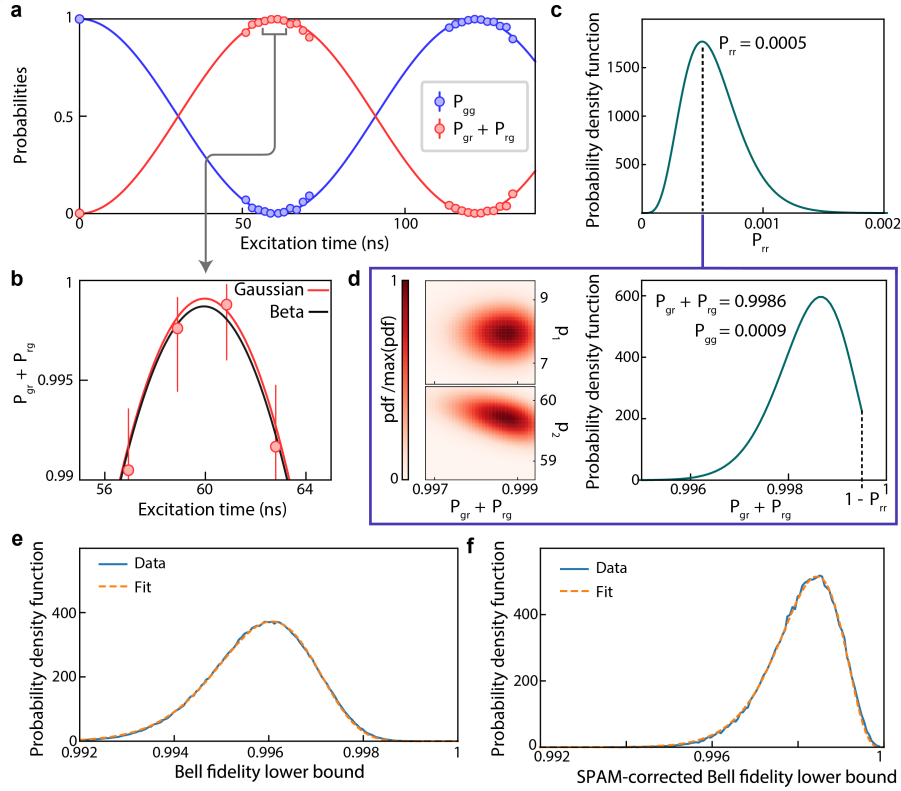 a
1
0.5
0
Probabilities
50
100
Excitation time (ns)
P_gg
P_gr + P_rg
c
Probability density function
1500
1000
500
0
0.001
0.002
P_rr
P_rr = 0.0005
b
1
0.995
0.99
P_gr + P_rg
Gaussian
Beta
56
60
64
Excitation time (ns)
d
1
pdf /max(pdf)
0
9
p_1
7
60
p_2
59
0.997
0.999
P_gr + P_rg
Probability density function
600
400
200
0
P_gr + P_rg = 0.9986
P_gg = 0.0009
0.996
0.998
1
P_gr + P_rg
1 - P_rr
e
Probability density function
400
200
0
Data
Fit
0.992
0.994
0.996
0.998
1
Bell fidelity lower bound
f
Probability density function
400
200
0
Data
Fit
0.992
0.996
1
SPAM-corrected Bell fidelity lower bound